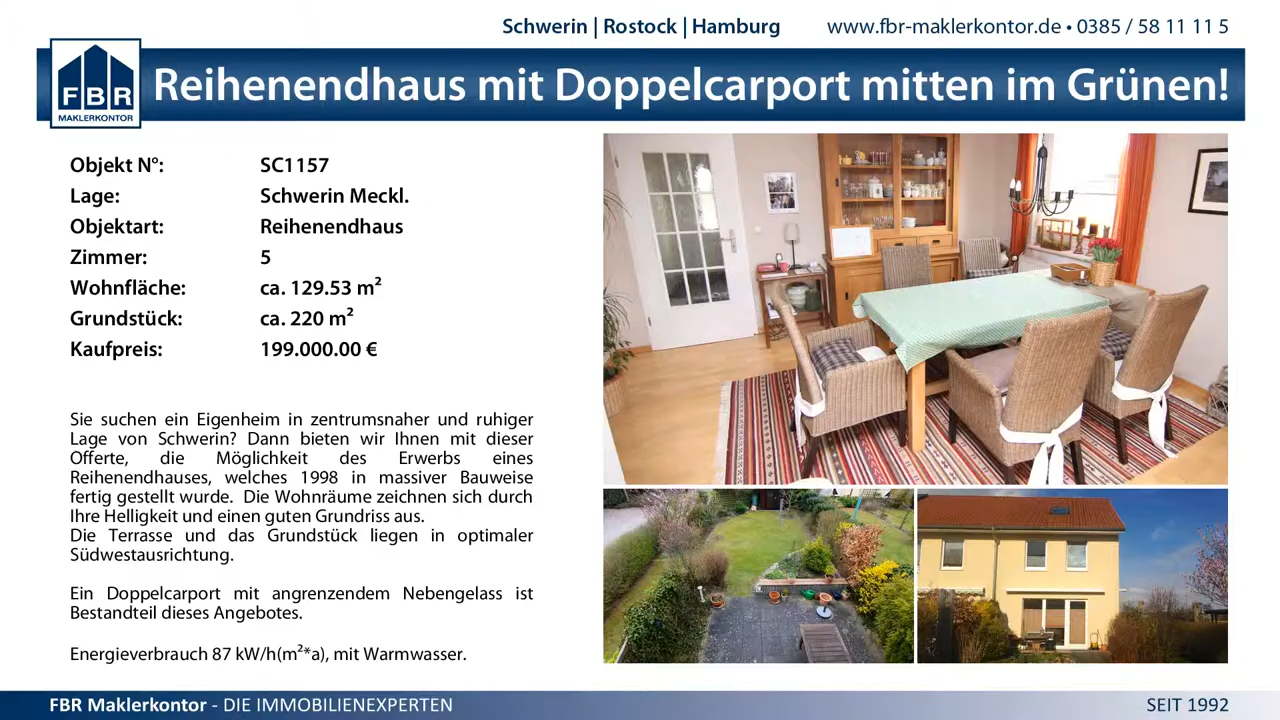 Schwerin | Rostock | Hamburg www.fbr-maklerkontor.de • 0385 / 58 11 11 5
FBR
MAKLERKONTOR
Reihenendhaus mit Doppelcarport mitten im Grünen!
Objekt N°: SC1157
Lage: Schwerin Meckl.
Objektart: Reihenendhaus
Zimmer: 5
Wohnfläche: ca. 129.53 m²
Grundstück: ca. 220 m²
Kaufpreis: 199.000.00 €
Sie suchen ein Eigenheim in zentrumsnaher und ruhiger
Lage von Schwerin? Dann bieten wir Ihnen mit dieser
Offerte, die Möglichkeit des Erwerbs eines
Reihenendhauses, welches 1998 in massiver Bauweise
fertig gestellt wurde. Die Wohnräume zeichnen sich durch
Ihre Helligkeit und einen guten Grundriss aus.
Die Terrasse und das Grundstück liegen in optimaler
Südwestausrichtung.
Ein Doppelcarport mit angrenzendem Nebengelass ist
Bestandteil dieses Angebotes.
Energieverbrauch 87 kW/h(m²*a), mit Warmwasser.
FBR Maklerkontor - DIE IMMOBILIENEXPERTEN SEIT 1992